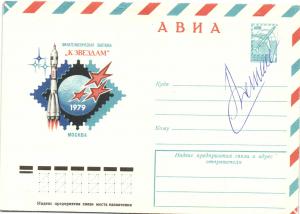 ФИЛАТЕЛИСТИЧЕСКАЯ ВЫСТАВКА
"К ЗВЕЗДАМ"
1979
МОСКВА
АВИА
Куда
Кому
Индекс предприятия связи и адрес
отправителя
Индекс предприятия связи места назначения